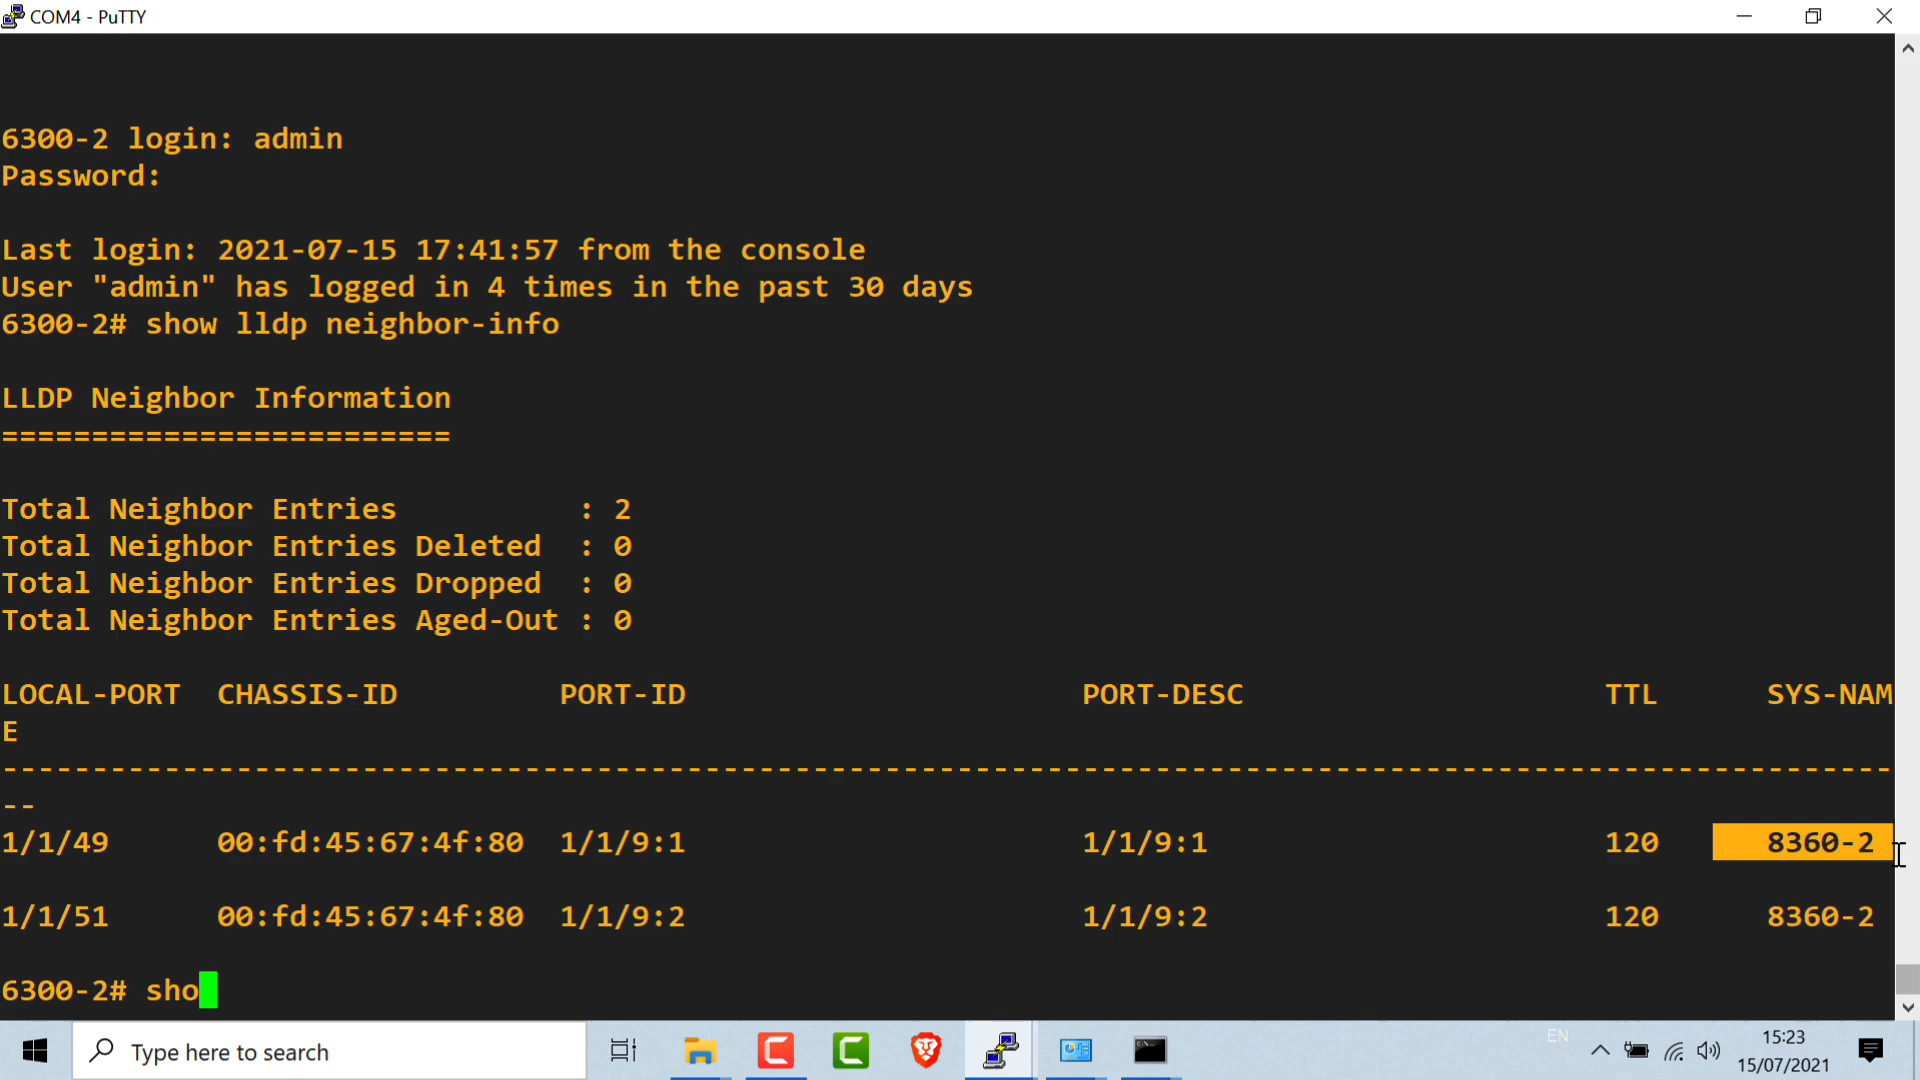 COM4 - PuTTY
6300-2 login: admin
Password:
Last login: 2021-07-15 17:41:57 from the console
User "admin" has logged in 4 times in the past 30 days
6300-2# show lldp neighbor-info
LLDP Neighbor Information
=========================
Total Neighbor Entries          : 2
Total Neighbor Entries Deleted  : 0
Total Neighbor Entries Dropped  : 0
Total Neighbor Entries Aged-Out : 0
LOCAL-PORT  CHASSIS-ID         PORT-ID                      PORT-DESC                    TTL      SYS-NAM
E
---------------------------------------------------------------------------------------------------------
--
1/1/49      00:fd:45:67:4f:80  1/1/9:1                      1/1/9:1                      120      8360-2
1/1/51      00:fd:45:67:4f:80  1/1/9:2                      1/1/9:2                      120      8360-2
6300-2# sho
Type here to search
EN
15:23
15/07/2021